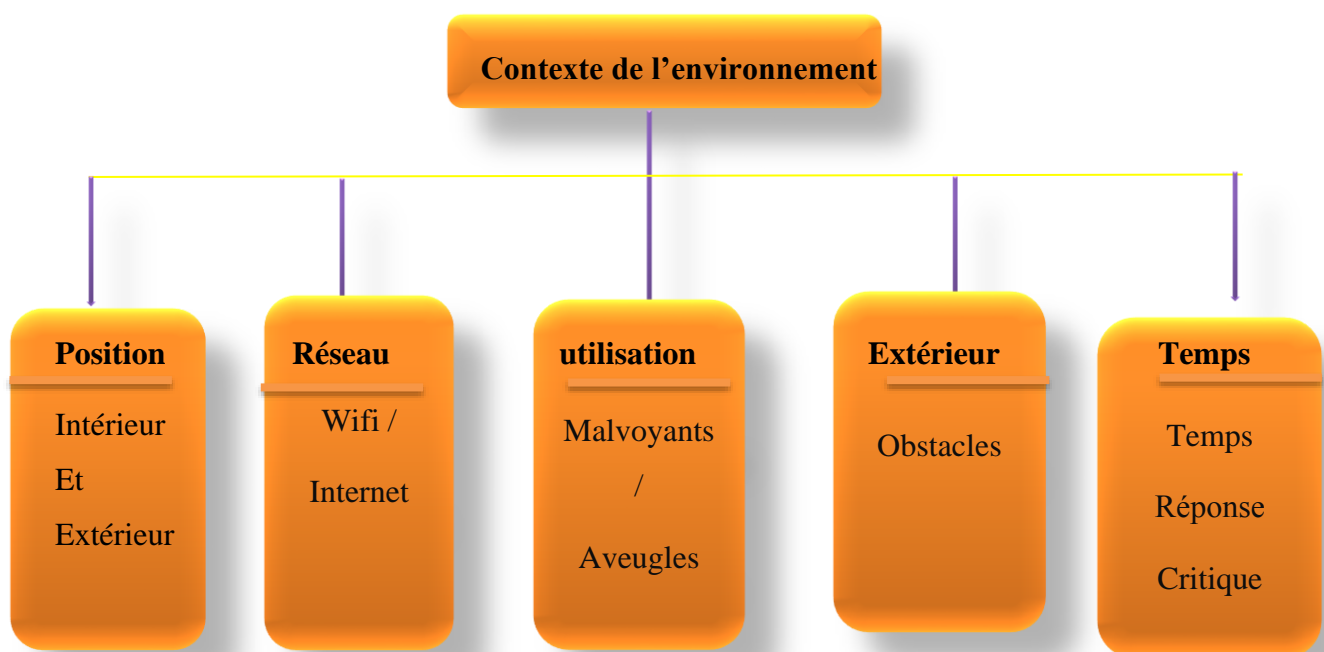 Contexte de l’environnement
Position
Intérieur
Et
Extérieur
Réseau
Wifi /
Internet
utilisation
Malvoyants
/
Aveugles
Extérieur
Obstacles
Temps
Temps
Réponse
Critique